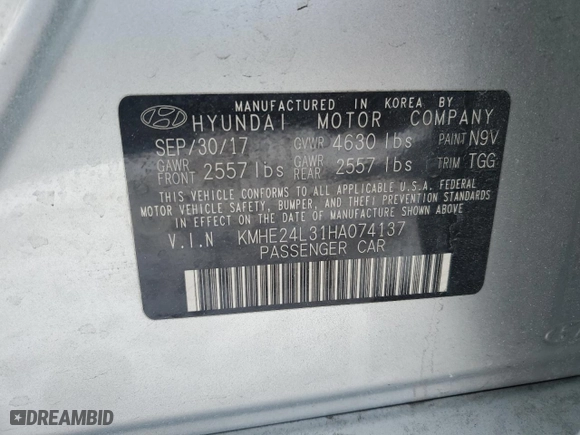 MANUFACTURED IN KOREA BY
HYUNDAI MOTOR COMPANY
SEP/30/17 GVWR 4630 lbs PAINT N9V
GAWR FRONT 2557 lbs GAWR REAR 2557 lbs TRIM TGG
THIS VEHICLE CONFORMS TO ALL APPLICABLE U.S.A. FEDERAL
MOTOR VEHICLE SAFETY, BUMPER, AND THEFT PREVENTION STANDARDS
IN EFFECT ON THE DATE OF MANUFACTURE SHOWN ABOVE.
V.I.N KMHE24L31HA074137
PASSENGER CAR
DREAMBID